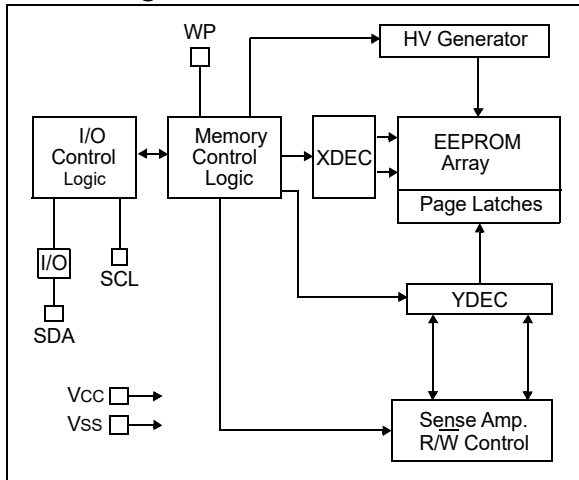 WP
HV Generator
I/O
Control
Logic
Memory
Control
Logic
XDEC
EEPROM
Array
Page Latches
I/O
SCL
SDA
YDEC
VCC
VSS
Sense Amp.
R/W̅ Control